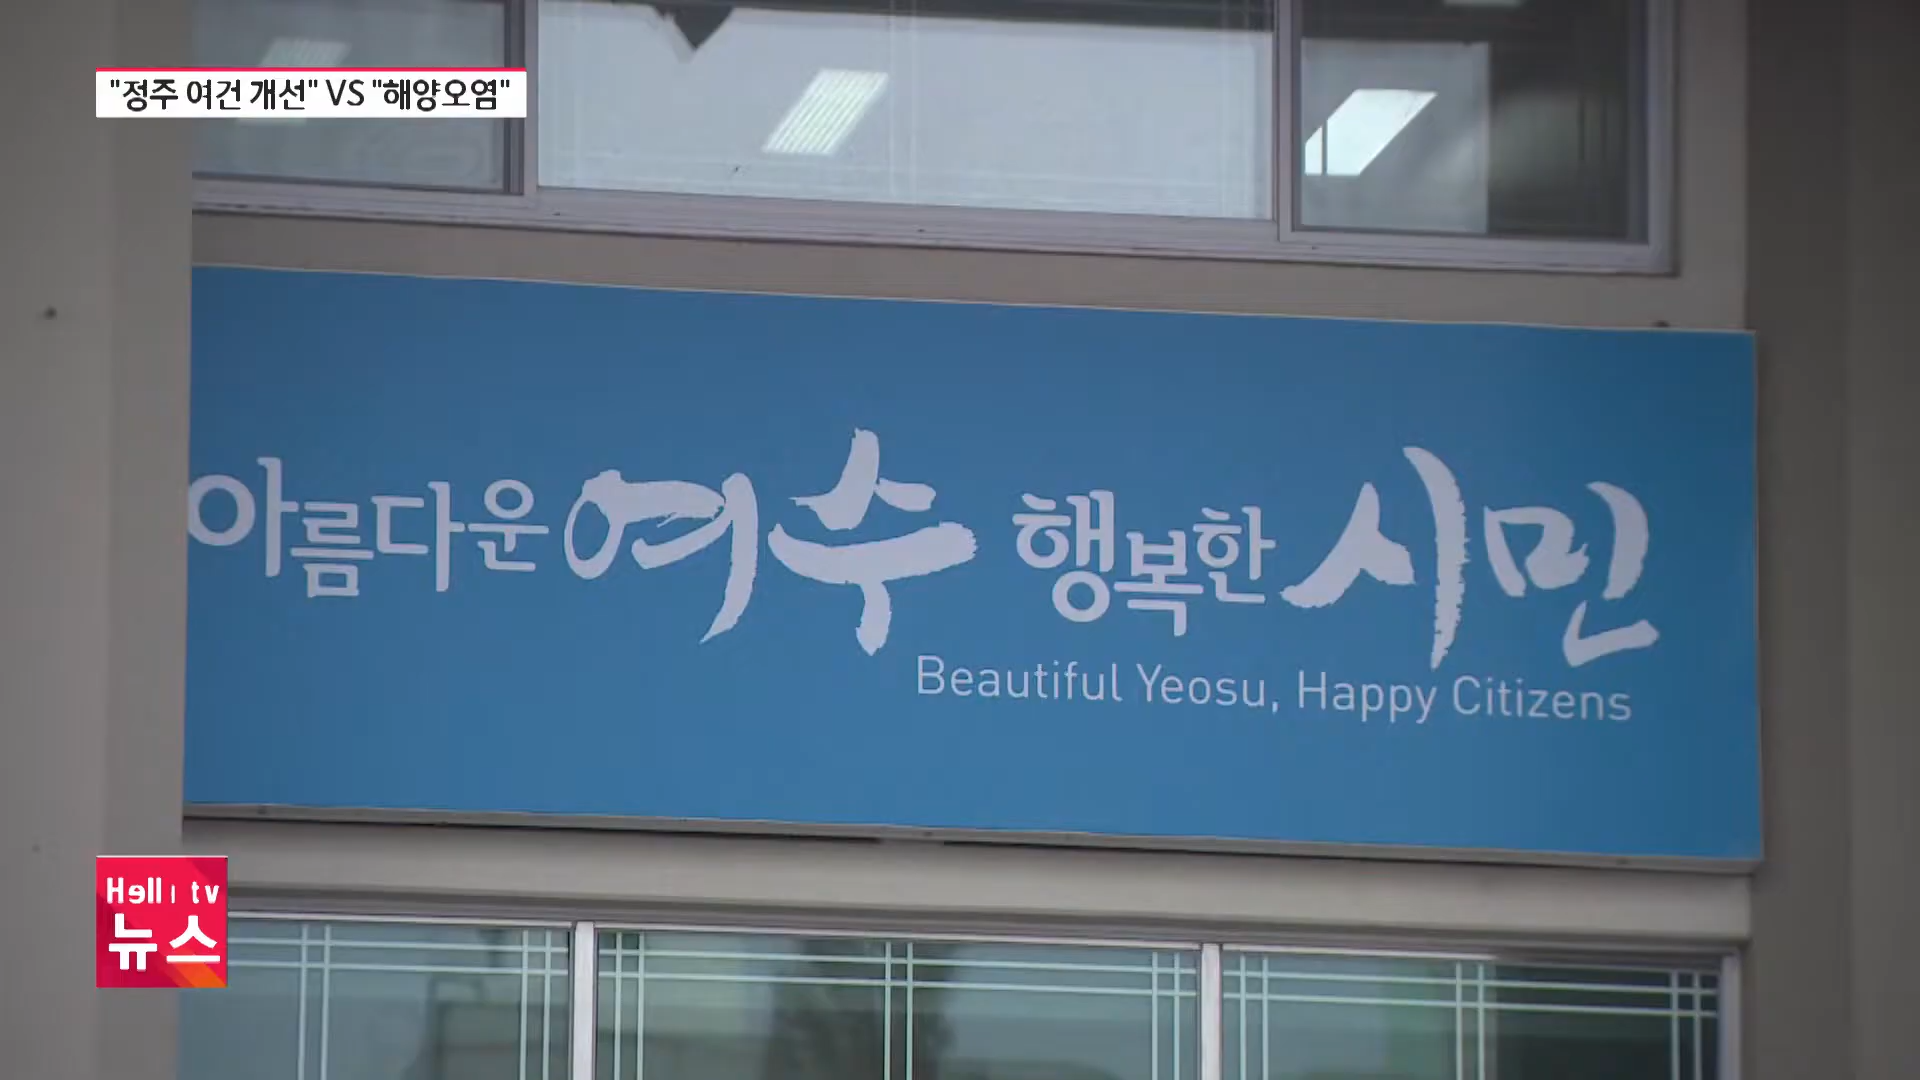 "정주 여건 개선" VS "해양오염"
아름다운 여수 행복한 시민
Beautiful Yeosu, Happy Citizens
Hell tv
뉴스